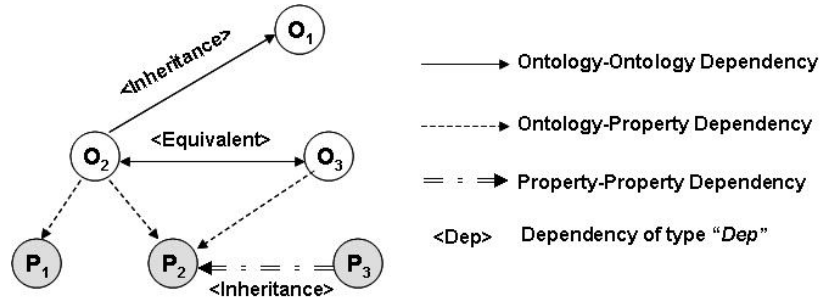 O1
<Inheritance>
<Equivalent>
O2
O3
P1
P2
P3
<Inheritance>
Ontology-Ontology Dependency
Ontology-Property Dependency
Property-Property Dependency
<Dep> Dependency of type "Dep"